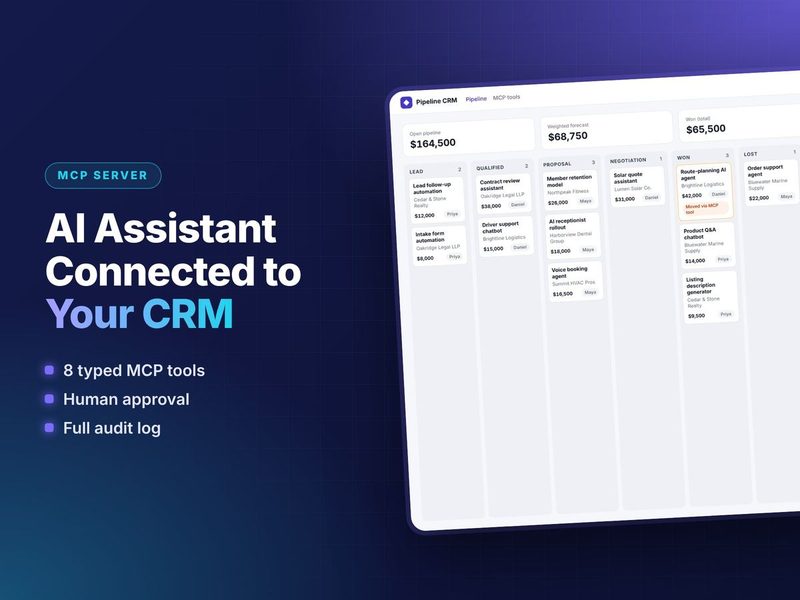 MCP SERVER
AI Assistant
Connected to
Your CRM
8 typed MCP tools
Human approval
Full audit log
Pipeline CRM
Pipeline
MCP tools
Open pipeline
$164,500
Weighted forecast
$68,750
Won (total)
$65,500
LEAD 2
Lead follow-up
automation
Cedar & Stone
Realty
$12,000 Priya
Intake form
automation
Oakridge Legal LLP
$8,000 Priya
QUALIFIED 2
Contract review
assistant
Oakridge Legal LLP
$38,000 Daniel
Driver support
chatbot
Brightline Logistics
$15,000 Daniel
PROPOSAL 3
Member retention
model
Northpeak Fitness
$26,000 Maya
AI receptionist
rollout
Harborview Dental
Group
$18,000 Maya
Voice booking
agent
Summit HVAC Pros
$16,500 Maya
NEGOTIATION 1
Solar quote
assistant
Lumen Solar Co.
$31,000 Daniel
WON 3
Route-planning AI
agent
Brightline Logistics
$42,000 Daniel
Moved via MCP
tool
Product Q&A
chatbot
Bluewater Marine
Supply
$14,000 Priya
Listing
description
generator
Cedar & Stone
Realty
$9,500 Priya
LOST 1
Order support
agent
Bluewater Marine
Supply
$22,000 Maya